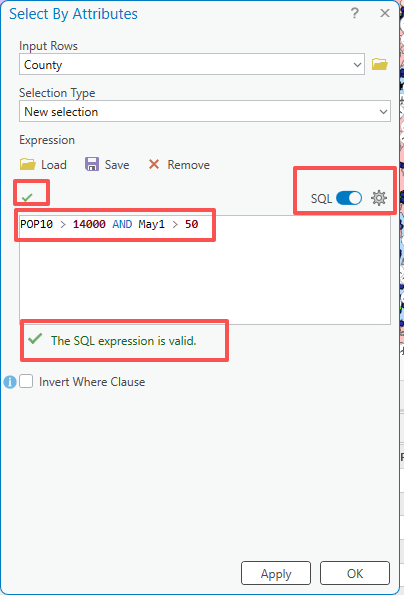 Select By Attributes ? ×
Input Rows
County
Selection Type
New selection
Expression
Load Save Remove
SQL
POP10 > 14000 AND May1 > 50
The SQL expression is valid.
Invert Where Clause
Apply OK